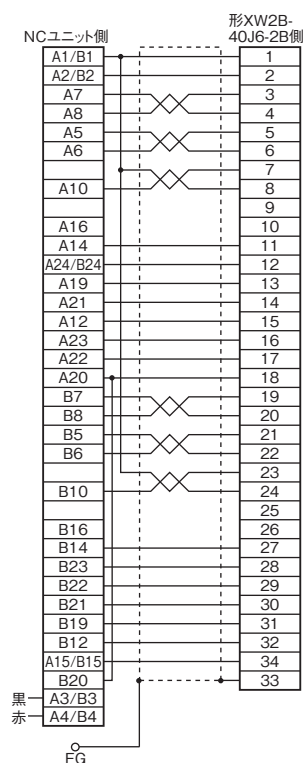 形XW2B-
NCユニット側 40J6-2B側
A1/B1 1
A2/B2 2
A7 3
A8 4
A5 5
A6 6
7
A10 8
9
A16 10
A14 11
A24/B24 12
A19 13
A21 14
A12 15
A23 16
A22 17
A20 18
B7 19
B8 20
B5 21
B6 22
23
B10 24
25
B16 26
B14 27
B23 28
B22 29
B21 30
B19 31
B12 32
A15/B15 34
B20 33
黒 A3/B3
赤 A4/B4
FG